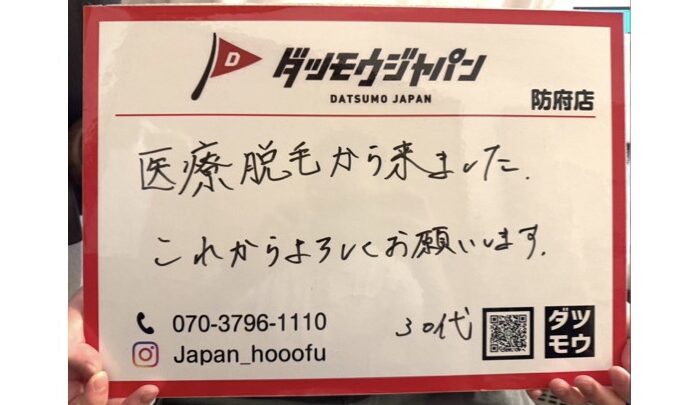 D
ダツモウジャパン
DATSUMO JAPAN
防府店
医療脱毛から来ました.
これからよろしくお願いします.
070-3796-1110
30代
Japan_hooofu
ダツ
モウ